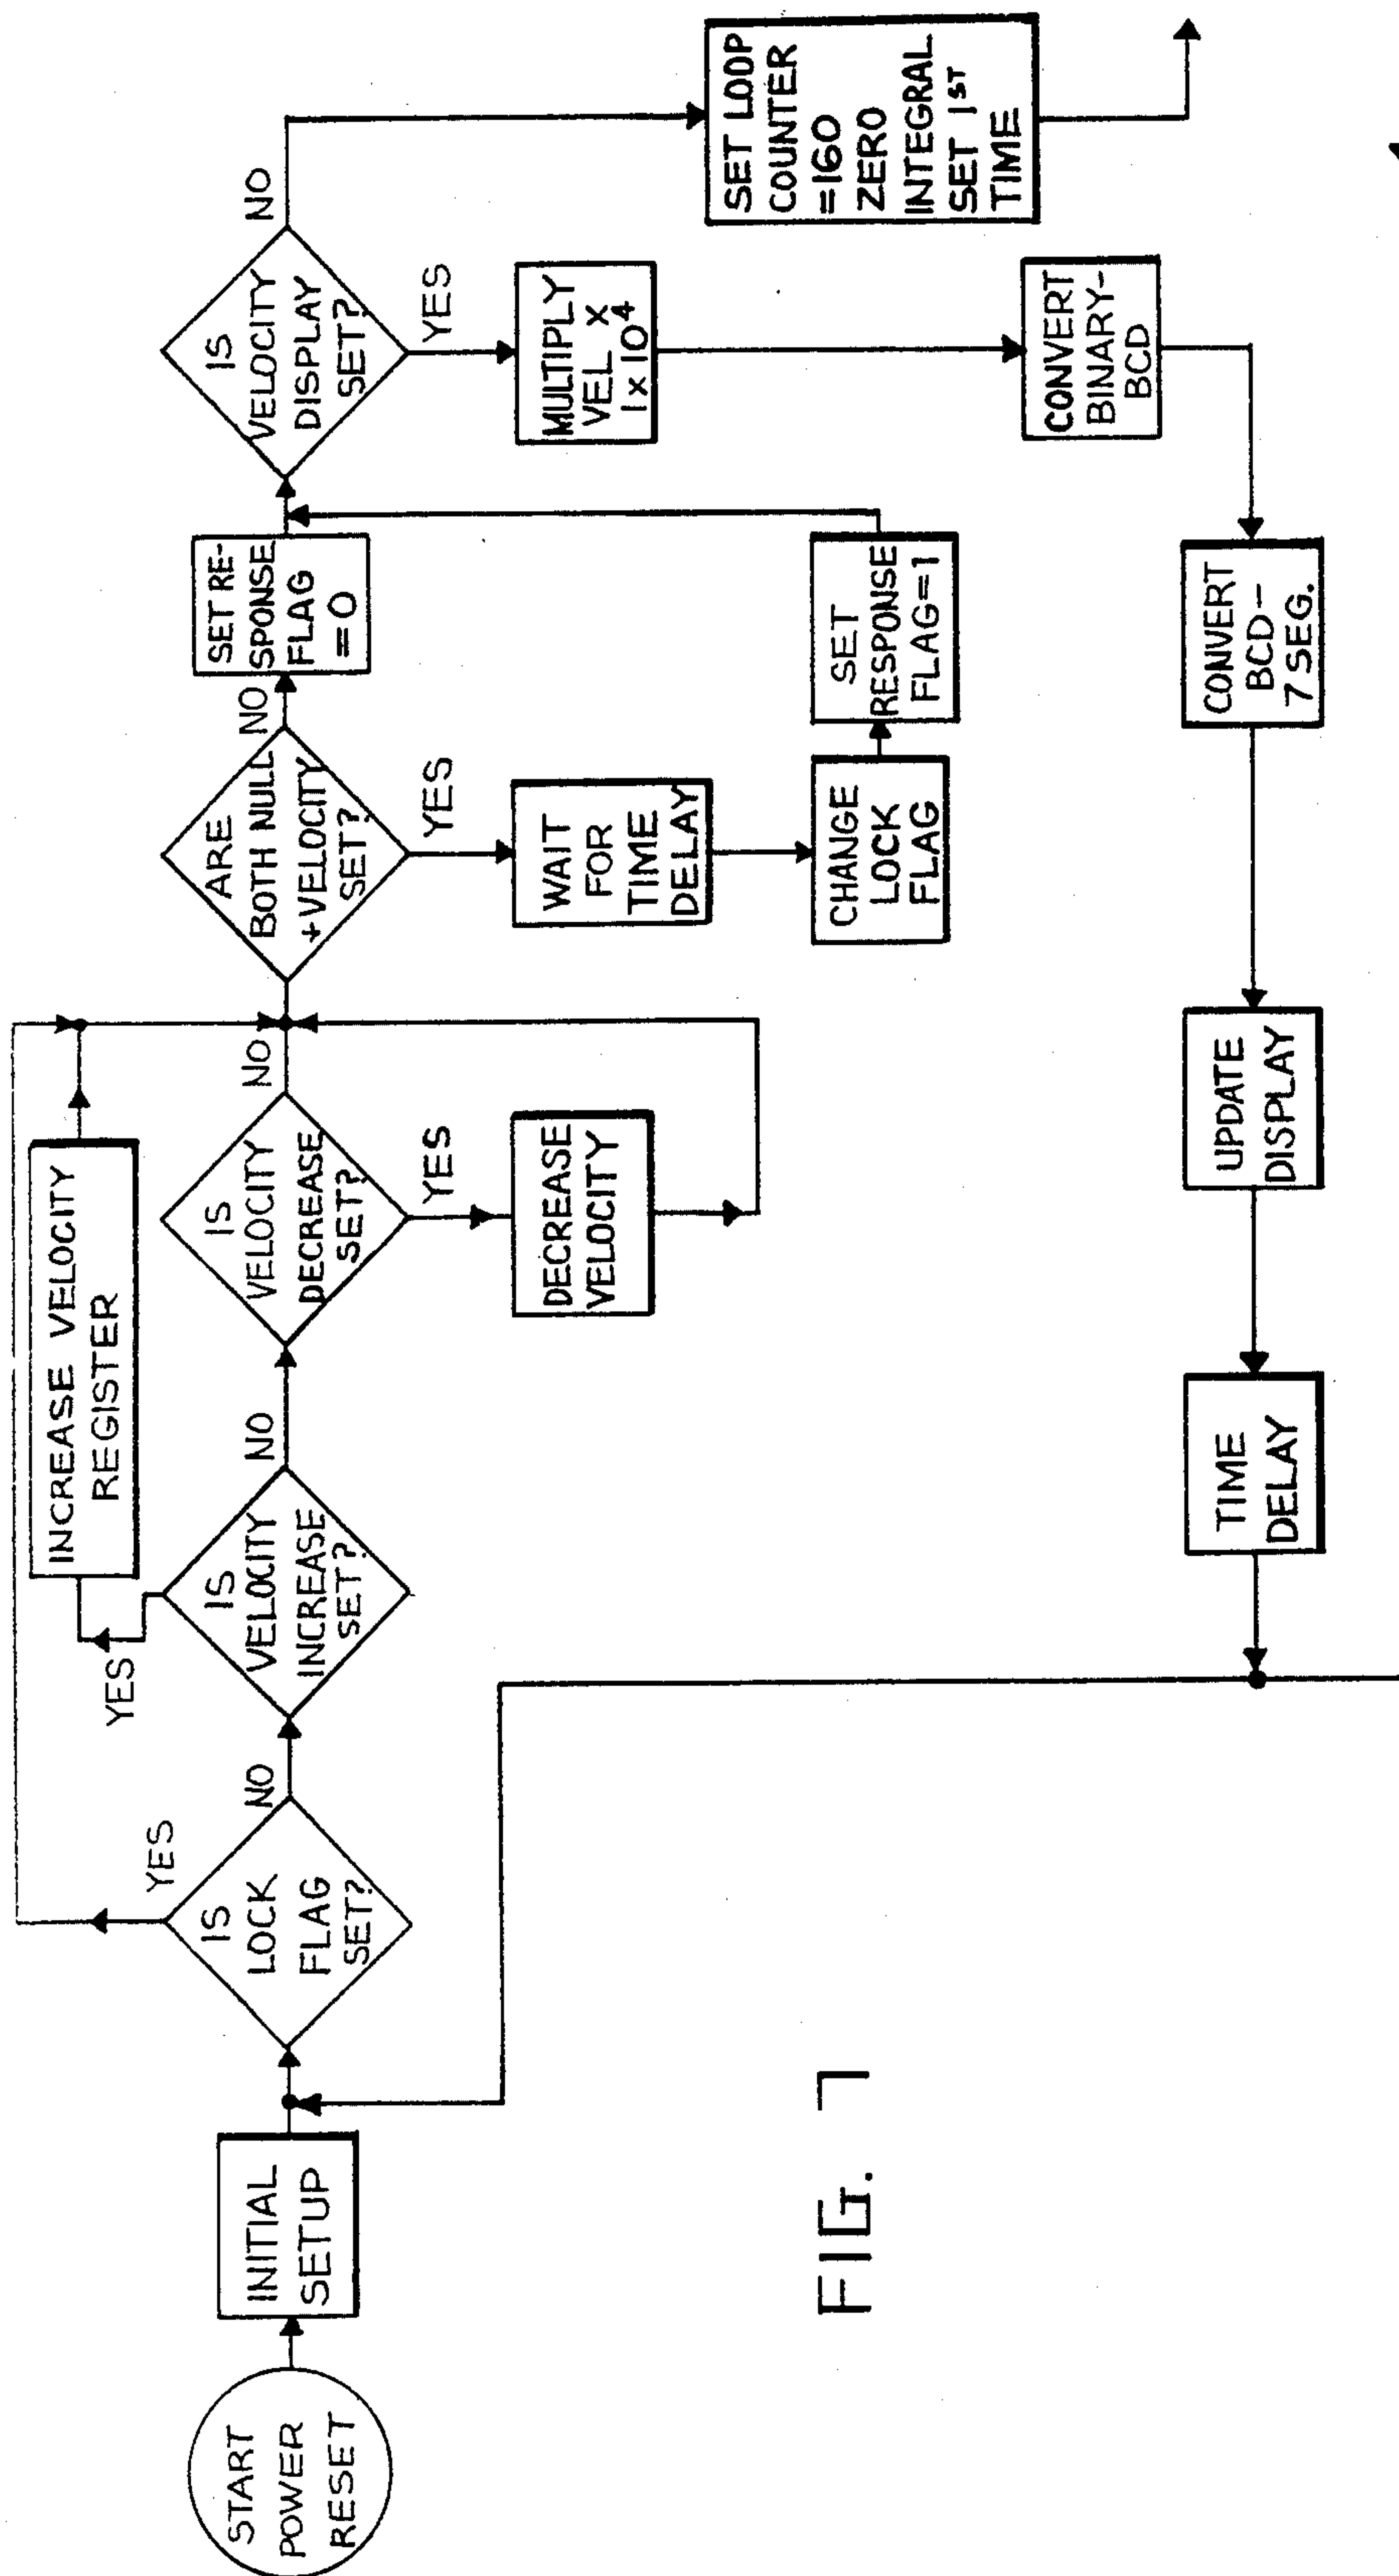 START
POWER
RESET
INITIAL
SETUP
IS
LOCK
FLAG
SET?
YES
NO
IS
VELOCITY
INCREASE
SET?
YES
NO
INCREASE VELOCITY
REGISTER
IS
VELOCITY
DECREASE
SET?
NO
YES
DECREASE
VELOCITY
ARE
BOTH NULL
+VELOCITY
SET?
NO
YES
WAIT
FOR
TIME
DELAY
CHANGE
LOCK
FLAG
SET
RESPONSE
FLAG=1
SET RE-
SPONSE
FLAG
=0
IS
VELOCITY
DISPLAY
SET?
NO
YES
MULTIPLY
VEL X
1x10⁴
SET LOOP
COUNTER
=160
ZERO
INTEGRAL
SET 1ST
TIME
CONVERT
BINARY-
BCD
CONVERT
BCD-
7 SEG.
UPDATE
DISPLAY
TIME
DELAY
FIG. 7